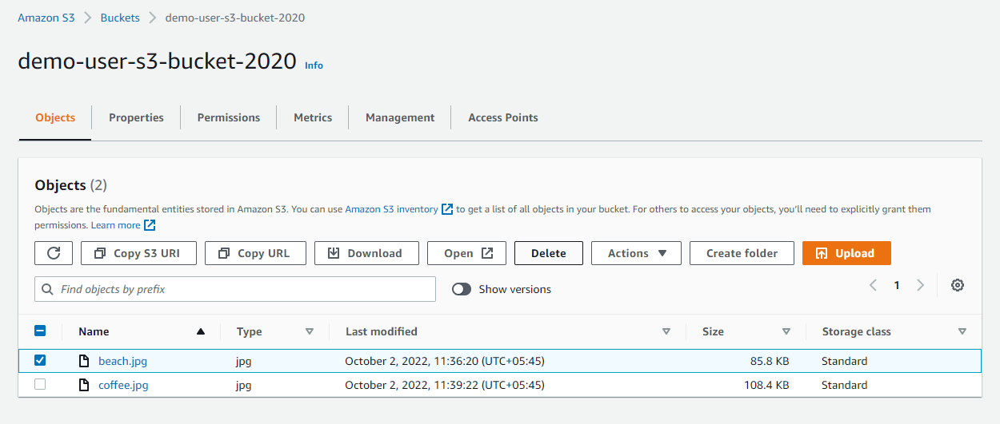 Amazon S3 > Buckets > demo-user-s3-bucket-2020
demo-user-s3-bucket-2020 Info
Objects Properties Permissions Metrics Management Access Points
Objects (2)
Objects are the fundamental entities stored in Amazon S3. You can use Amazon S3 inventory to get a list of all objects in your bucket. For others to access your objects, you'll need to explicitly grant them
permissions. Learn more
Copy S3 URI Copy URL Download Open Delete Actions Create folder Upload
Find objects by prefix Show versions 1
Name Type Last modified Size Storage class
beach.jpg jpg October 2, 2022, 11:36:20 (UTC+05:45) 85.8 KB Standard
coffee.jpg jpg October 2, 2022, 11:39:22 (UTC+05:45) 108.4 KB Standard